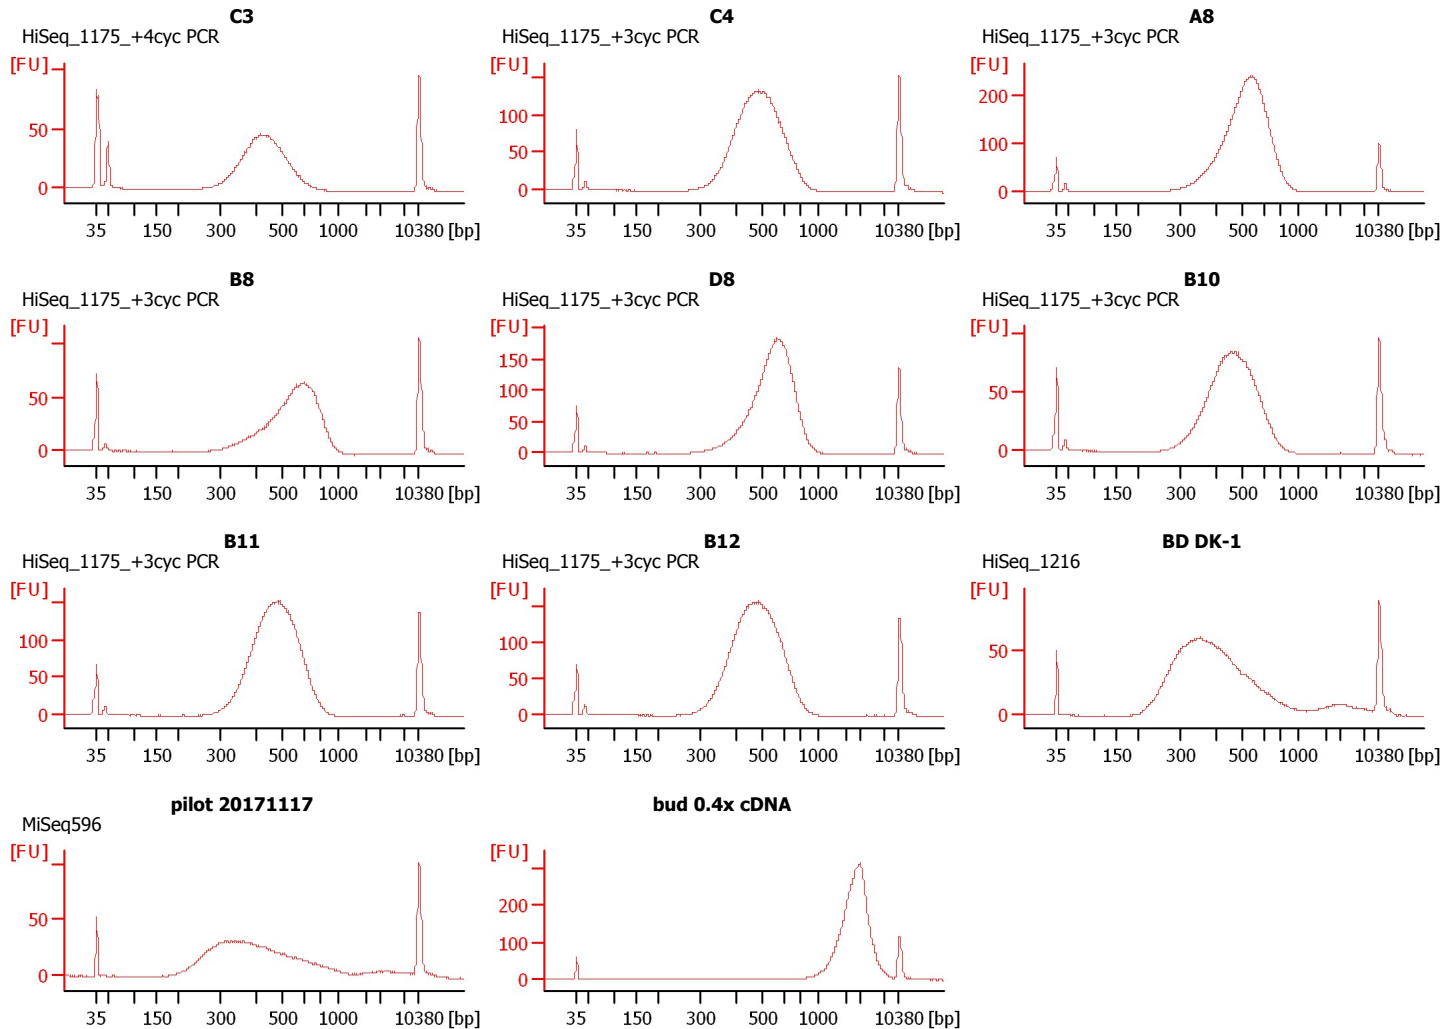 C3
HiSeq_1175_+4cyc PCR
[FU]
50
0
35 150 300 500 1000 10380 [bp]
C4
HiSeq_1175_+3cyc PCR
[FU]
100
50
0
35 150 300 500 1000 10380 [bp]
A8
HiSeq_1175_+3cyc PCR
[FU]
200
100
0
35 150 300 500 1000 10380 [bp]
B8
HiSeq_1175_+3cyc PCR
[FU]
50
0
35 150 300 500 1000 10380 [bp]
D8
HiSeq_1175_+3cyc PCR
[FU]
150
100
50
0
35 150 300 500 1000 10380 [bp]
B10
HiSeq_1175_+3cyc PCR
[FU]
50
0
35 150 300 500 1000 10380 [bp]
B11
HiSeq_1175_+3cyc PCR
[FU]
100
50
0
35 150 300 500 1000 10380 [bp]
B12
HiSeq_1175_+3cyc PCR
[FU]
100
50
0
35 150 300 500 1000 10380 [bp]
BD DK-1
HiSeq_1216
[FU]
50
0
35 150 300 500 1000 10380 [bp]
pilot 20171117
MiSeq596
[FU]
50
0
35 150 300 500 1000 10380 [bp]
bud 0.4x cDNA
[FU]
200
100
0
35 150 300 500 1000 10380 [bp]